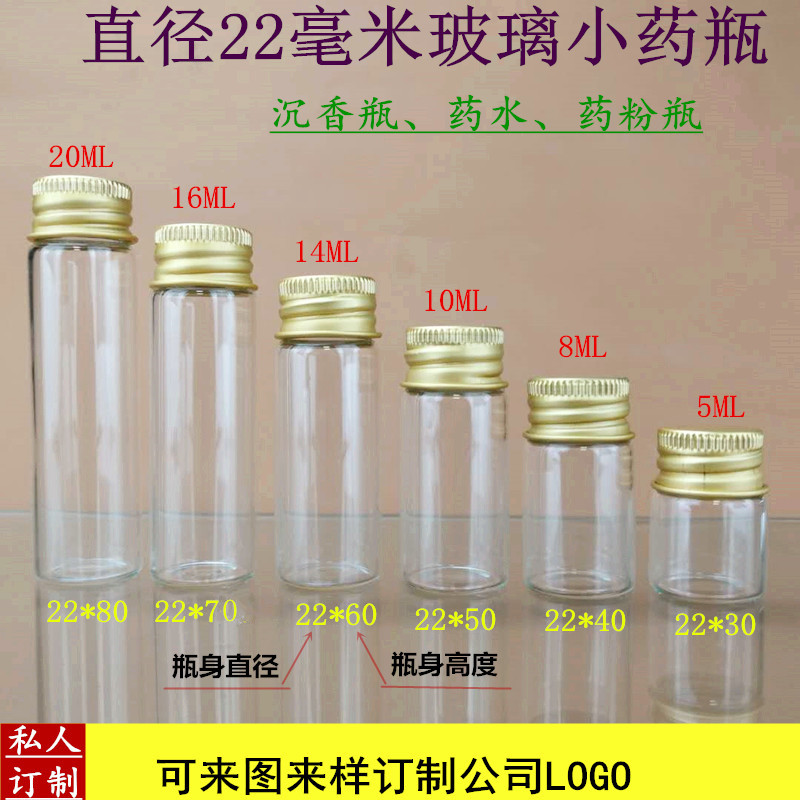 直径22毫米玻璃小药瓶
沉香瓶、药水、药粉瓶
20ML
16ML
14ML
10ML
8ML
5ML
22*80
22*70
22*60
22*50
22*40
22*30
瓶身直径
瓶身高度
私人
订制
可来图来样订制公司LOGO